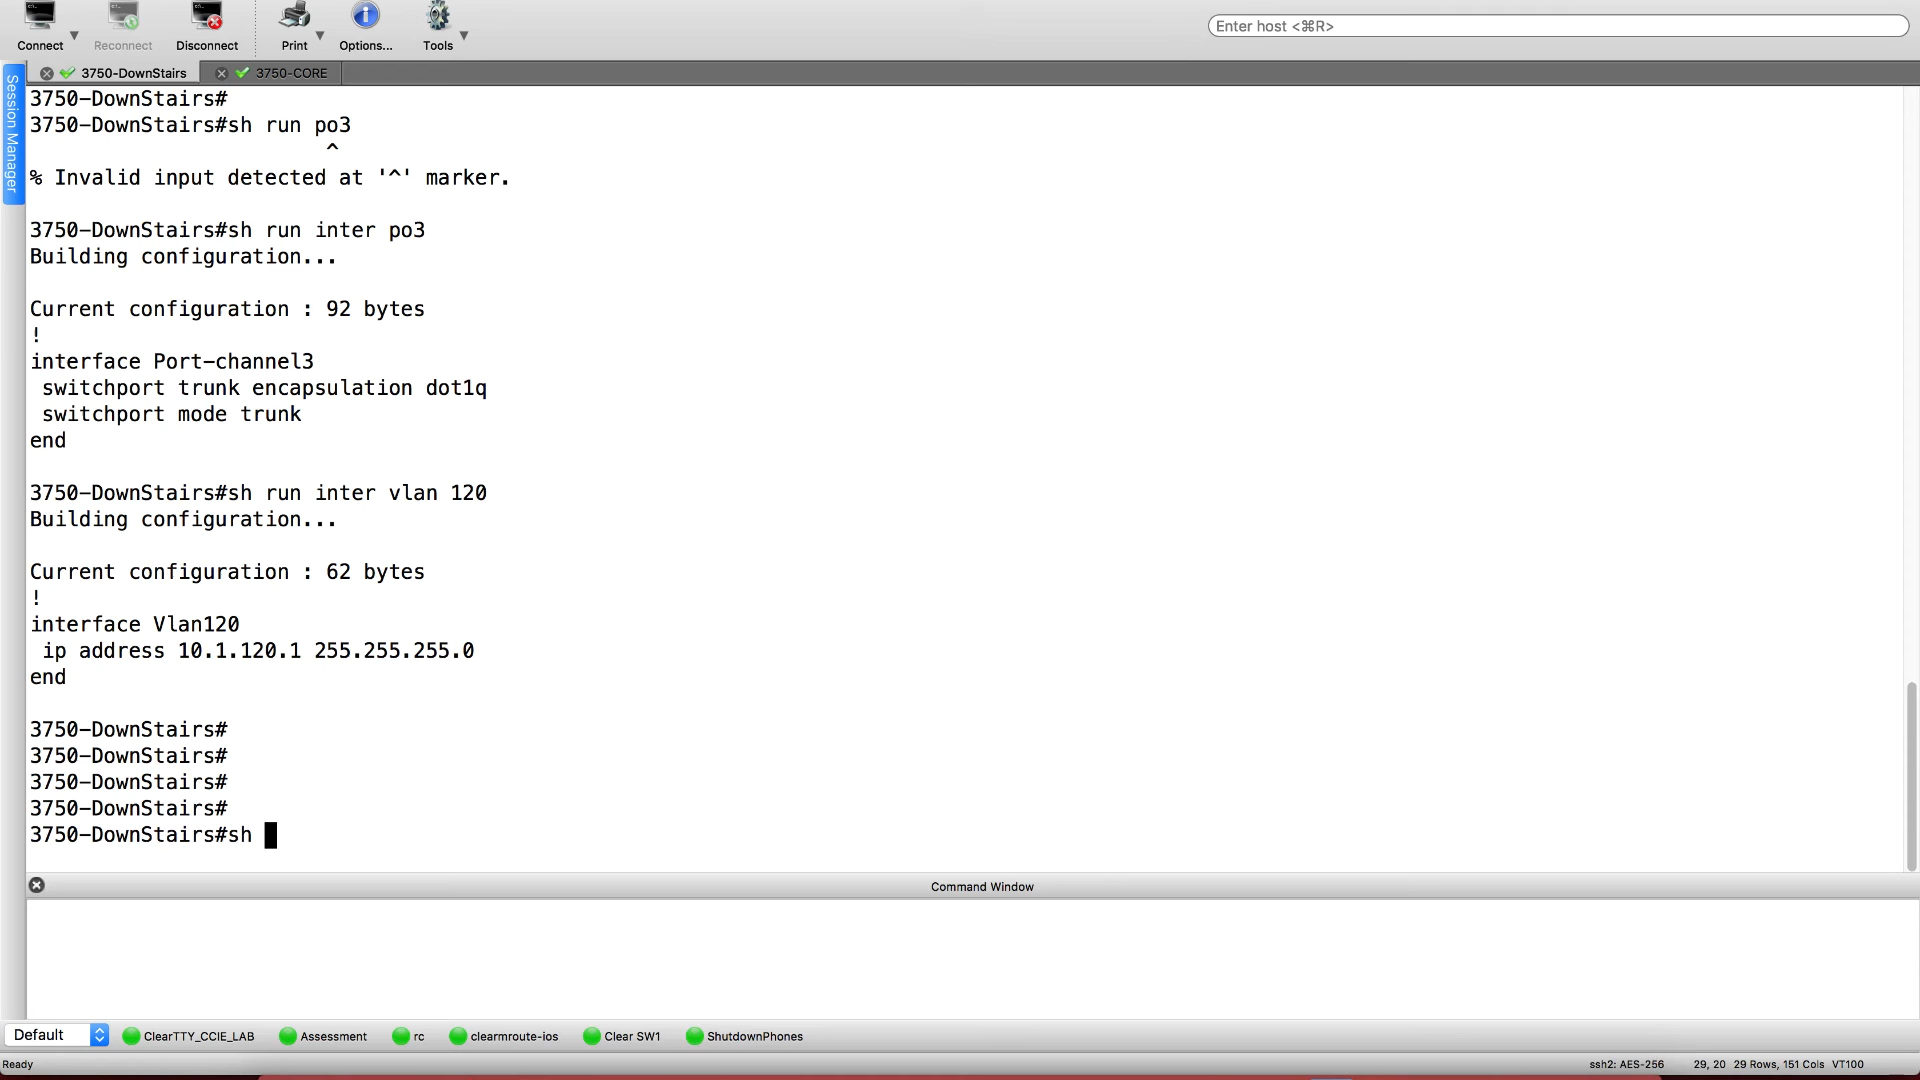 Connect
Reconnect
Disconnect
Print
Options...
Tools
Enter host <⌘R>
Session Manager
3750-DownStairs
3750-CORE
3750-DownStairs#
3750-DownStairs#sh run po3
^
% Invalid input detected at '^' marker.
3750-DownStairs#sh run inter po3
Building configuration...
Current configuration : 92 bytes
!
interface Port-channel3
switchport trunk encapsulation dot1q
switchport mode trunk
end
3750-DownStairs#sh run inter vlan 120
Building configuration...
Current configuration : 62 bytes
!
interface Vlan120
ip address 10.1.120.1 255.255.255.0
end
3750-DownStairs#
3750-DownStairs#
3750-DownStairs#
3750-DownStairs#
3750-DownStairs#sh
Command Window
Default
ClearTTY_CCIE_LAB
Assessment
rc
clearmroute-ios
Clear SW1
ShutdownPhones
Ready
ssh2: AES-256
29, 20
29 Rows, 151 Cols
VT100